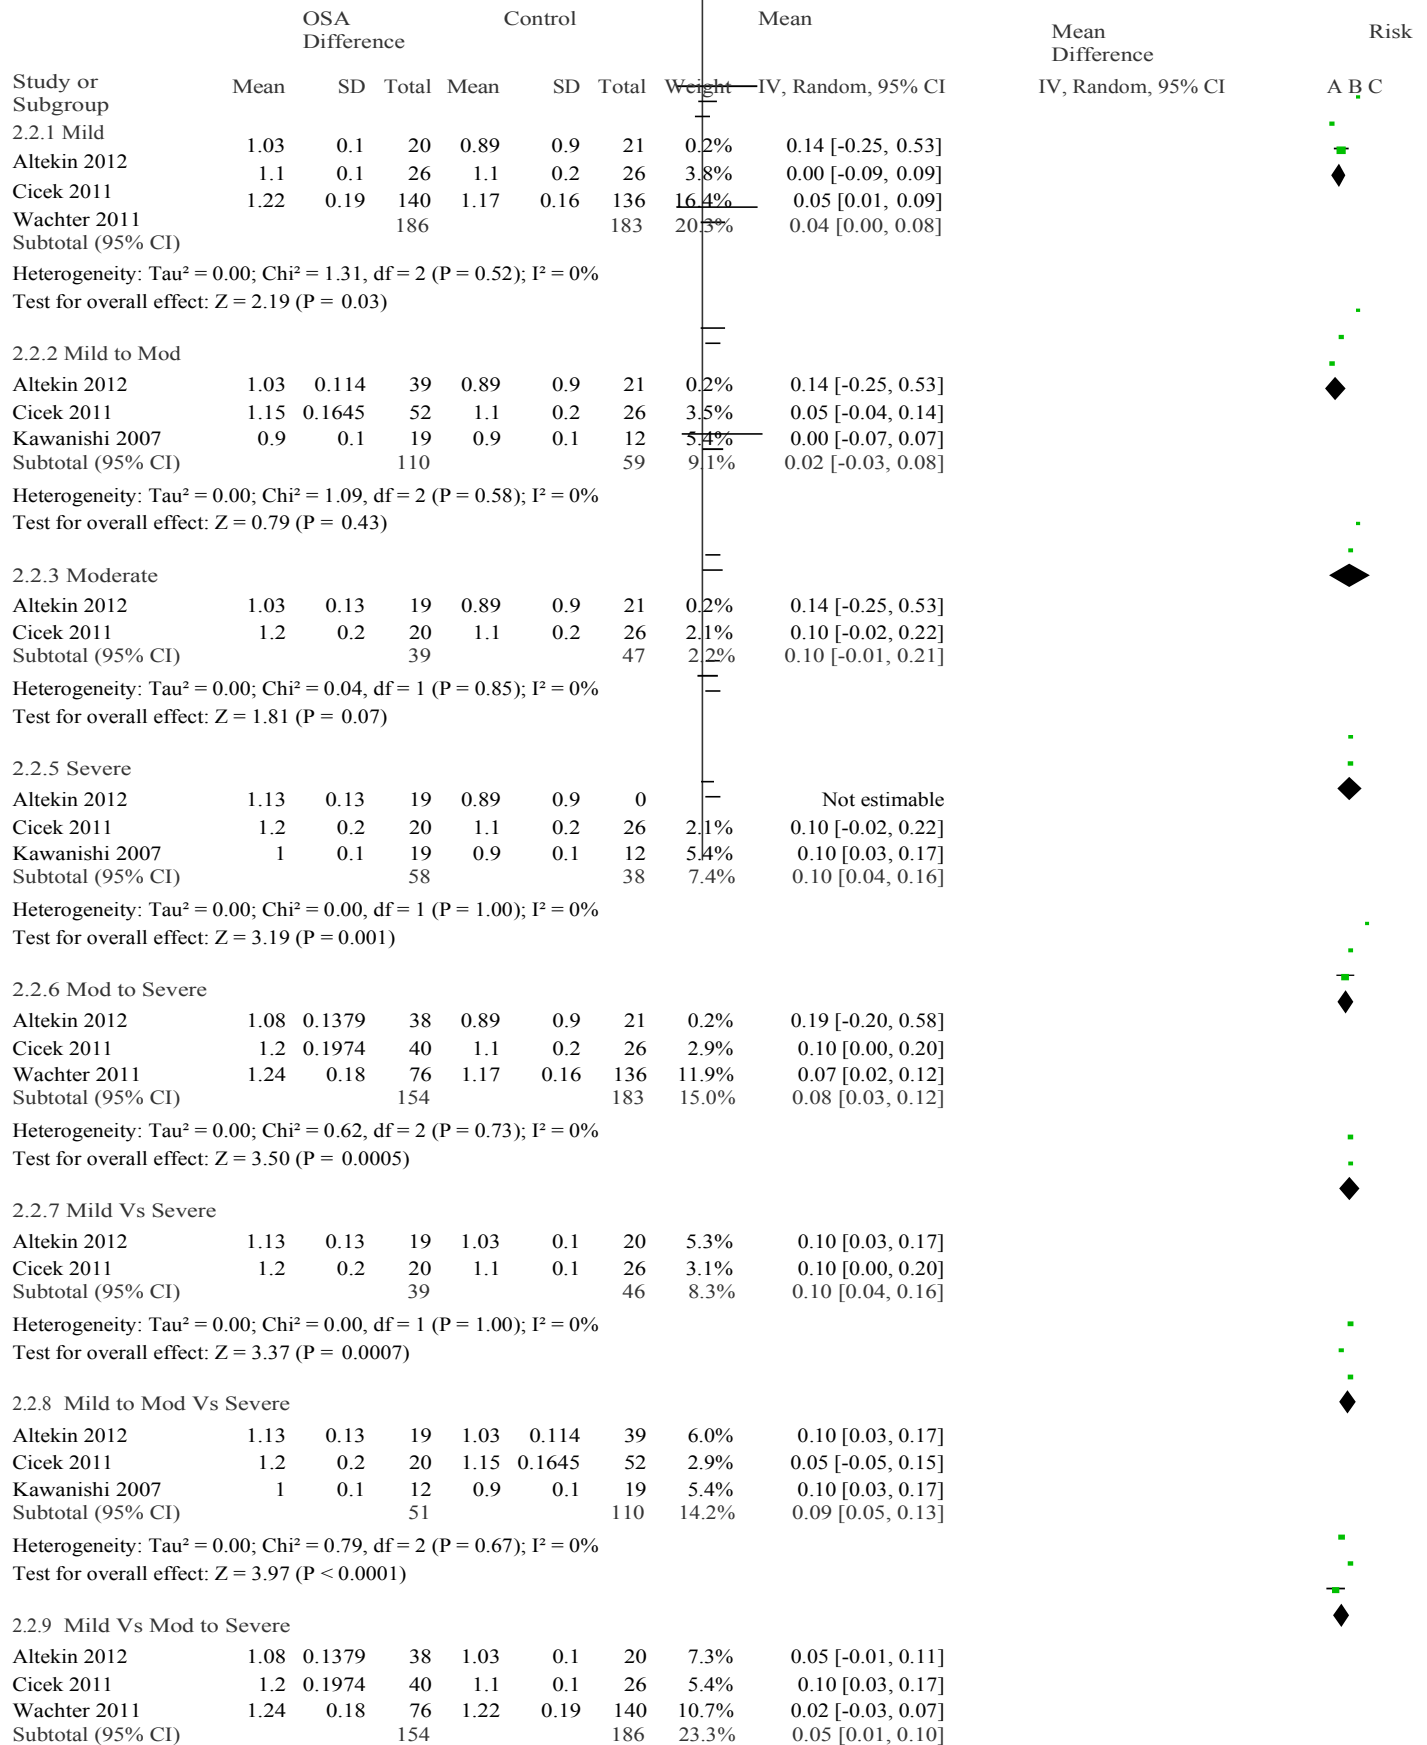 OSA Control Mean Mean Risk
Difference Difference
Study or Mean SD Total Mean SD Total Weight IV, Random, 95% CI IV, Random, 95% CI A B C
Subgroup
2.2.1 Mild
Altekin 2012 1.03 0.1 20 0.89 0.9 21 0.2% 0.14 [-0.25, 0.53]
Cicek 2011 1.1 0.1 26 1.1 0.2 26 3.8% 0.00 [-0.09, 0.09]
Wachter 2011 1.22 0.19 140 1.17 0.16 136 16.4% 0.05 [0.01, 0.09]
Subtotal (95% CI) 186 183 20.3% 0.04 [0.00, 0.08]
Heterogeneity: Tau² = 0.00; Chi² = 1.31, df = 2 (P = 0.52); I² = 0%
Test for overall effect: Z = 2.19 (P = 0.03)
2.2.2 Mild to Mod
Altekin 2012 1.03 0.114 39 0.89 0.9 21 0.2% 0.14 [-0.25, 0.53]
Cicek 2011 1.15 0.1645 52 1.1 0.2 26 3.5% 0.05 [-0.04, 0.14]
Kawanishi 2007 0.9 0.1 19 0.9 0.1 12 5.4% 0.00 [-0.07, 0.07]
Subtotal (95% CI) 110 59 9.1% 0.02 [-0.03, 0.08]
Heterogeneity: Tau² = 0.00; Chi² = 1.09, df = 2 (P = 0.58); I² = 0%
Test for overall effect: Z = 0.79 (P = 0.43)
2.2.3 Moderate
Altekin 2012 1.03 0.13 19 0.89 0.9 21 0.2% 0.14 [-0.25, 0.53]
Cicek 2011 1.2 0.2 20 1.1 0.2 26 2.1% 0.10 [-0.02, 0.22]
Subtotal (95% CI) 39 47 2.2% 0.10 [-0.01, 0.21]
Heterogeneity: Tau² = 0.00; Chi² = 0.04, df = 1 (P = 0.85); I² = 0%
Test for overall effect: Z = 1.81 (P = 0.07)
2.2.5 Severe
Altekin 2012 1.13 0.13 19 0.89 0.9 0 Not estimable
Cicek 2011 1.2 0.2 20 1.1 0.2 26 2.1% 0.10 [-0.02, 0.22]
Kawanishi 2007 1 0.1 19 0.9 0.1 12 5.4% 0.10 [0.03, 0.17]
Subtotal (95% CI) 58 38 7.4% 0.10 [0.04, 0.16]
Heterogeneity: Tau² = 0.00; Chi² = 0.00, df = 1 (P = 1.00); I² = 0%
Test for overall effect: Z = 3.19 (P = 0.001)
2.2.6 Mod to Severe
Altekin 2012 1.08 0.1379 38 0.89 0.9 21 0.2% 0.19 [-0.20, 0.58]
Cicek 2011 1.2 0.1974 40 1.1 0.2 26 2.9% 0.10 [0.00, 0.20]
Wachter 2011 1.24 0.18 76 1.17 0.16 136 11.9% 0.07 [0.02, 0.12]
Subtotal (95% CI) 154 183 15.0% 0.08 [0.03, 0.12]
Heterogeneity: Tau² = 0.00; Chi² = 0.62, df = 2 (P = 0.73); I² = 0%
Test for overall effect: Z = 3.50 (P = 0.0005)
2.2.7 Mild Vs Severe
Altekin 2012 1.13 0.13 19 1.03 0.1 20 5.3% 0.10 [0.03, 0.17]
Cicek 2011 1.2 0.2 20 1.1 0.1 26 3.1% 0.10 [0.00, 0.20]
Subtotal (95% CI) 39 46 8.3% 0.10 [0.04, 0.16]
Heterogeneity: Tau² = 0.00; Chi² = 0.00, df = 1 (P = 1.00); I² = 0%
Test for overall effect: Z = 3.37 (P = 0.0007)
2.2.8 Mild to Mod Vs Severe
Altekin 2012 1.13 0.13 19 1.03 0.114 39 6.0% 0.10 [0.03, 0.17]
Cicek 2011 1.2 0.2 20 1.15 0.1645 52 2.9% 0.05 [-0.05, 0.15]
Kawanishi 2007 1 0.1 12 0.9 0.1 19 5.4% 0.10 [0.03, 0.17]
Subtotal (95% CI) 51 110 14.2% 0.09 [0.05, 0.13]
Heterogeneity: Tau² = 0.00; Chi² = 0.79, df = 2 (P = 0.67); I² = 0%
Test for overall effect: Z = 3.97 (P < 0.0001)
2.2.9 Mild Vs Mod to Severe
Altekin 2012 1.08 0.1379 38 1.03 0.1 20 7.3% 0.05 [-0.01, 0.11]
Cicek 2011 1.2 0.1974 40 1.1 0.1 26 5.4% 0.10 [0.03, 0.17]
Wachter 2011 1.24 0.18 76 1.22 0.19 140 10.7% 0.02 [-0.03, 0.07]
Subtotal (95% CI) 154 186 23.3% 0.05 [0.01, 0.10]